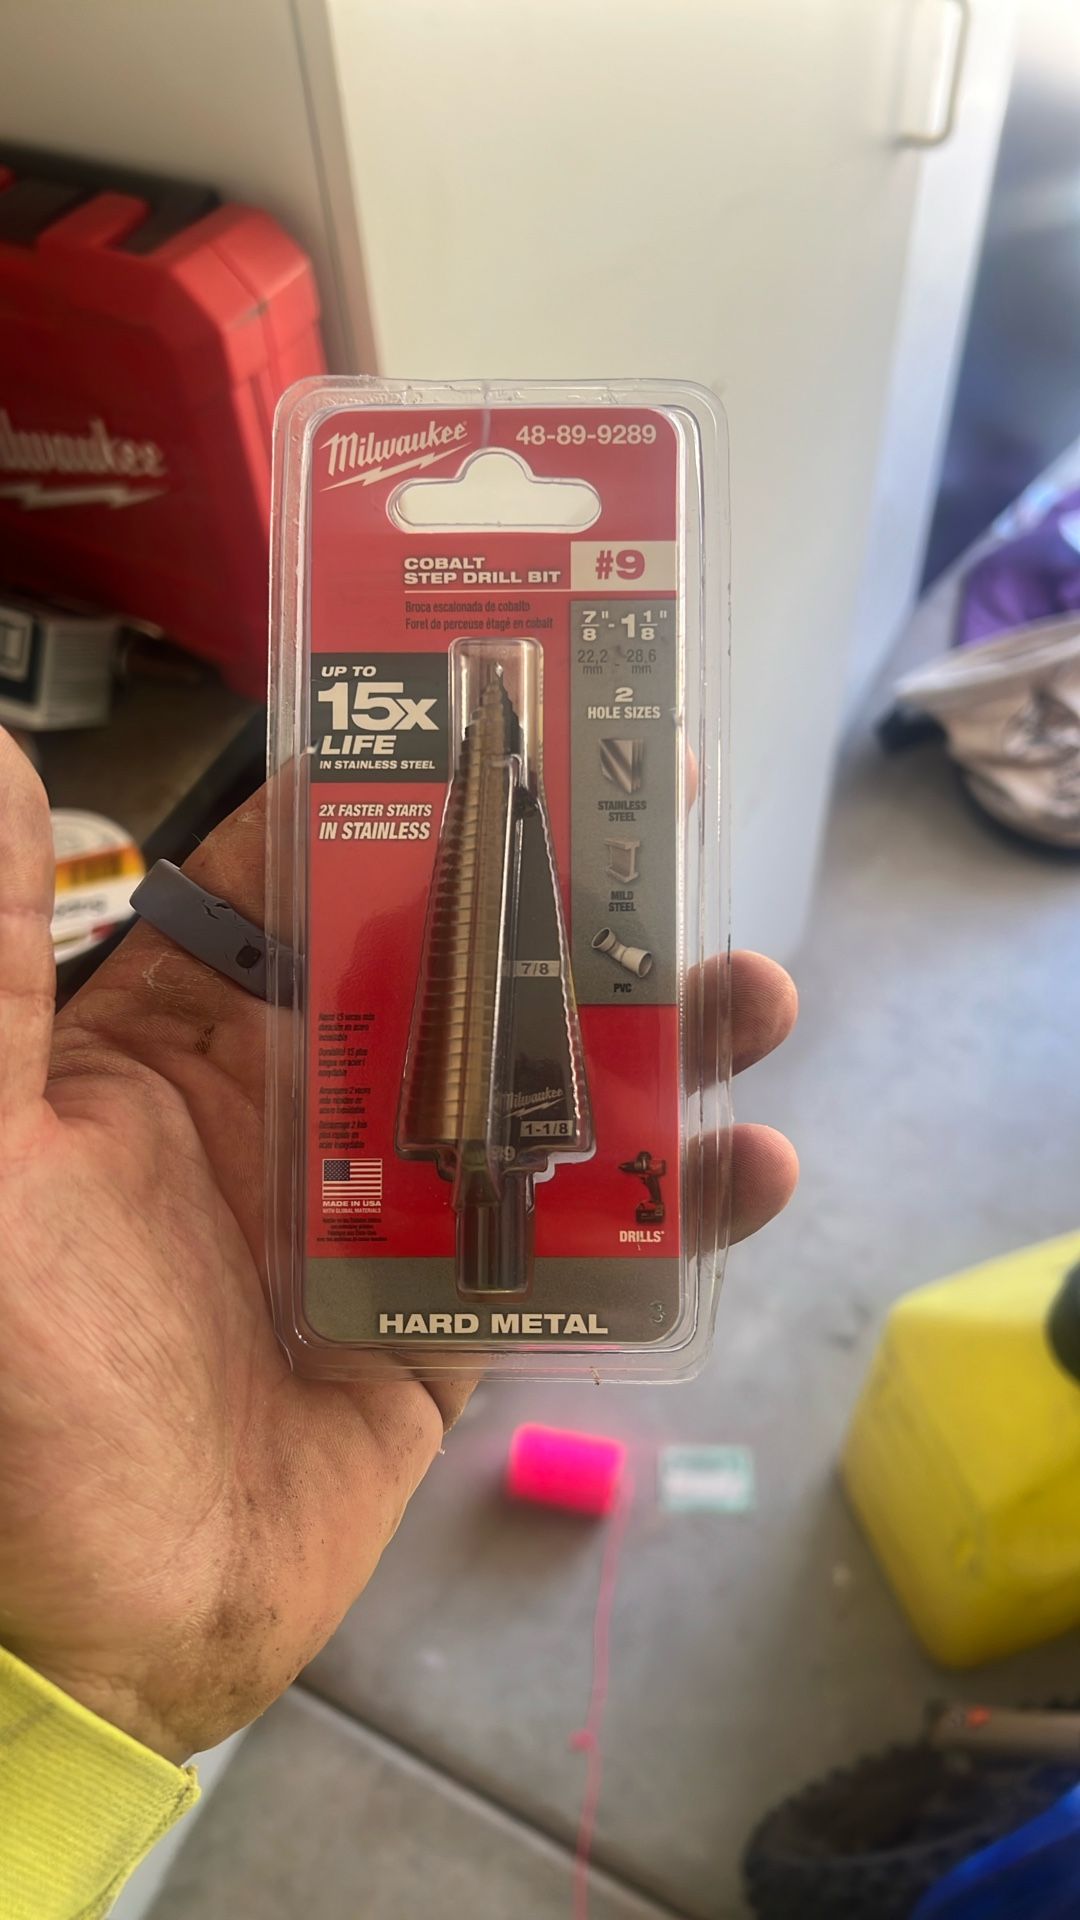 Milwaukee
48-89-9289
COBALT
STEP DRILL BIT
#9
Broca escalonada de cobalto
Foret de perceuse étagé en cobalt
7/8" - 1 1/8"
22,2 - 28,6
mm mm
2
HOLE SIZES
UP TO
15X
LIFE
IN STAINLESS STEEL
2X FASTER STARTS
IN STAINLESS
STAINLESS
STEEL
MILD
STEEL
PVC
7/8
Milwaukee
1-1/8
#9
MADE IN USA
WITH GLOBAL MATERIALS
DRILLS*
HARD METAL
3